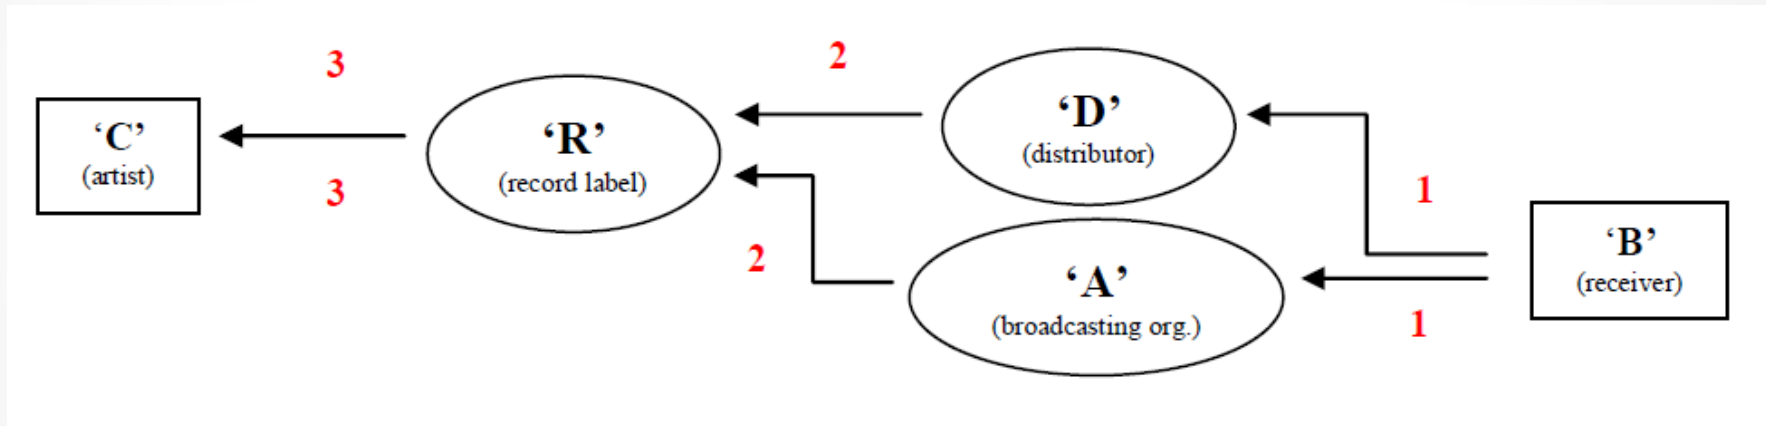 3
2
‘C’
(artist)
‘R’
(record label)
‘D’
(distributor)
3
2
1
‘A’
(broadcasting org.)
‘B’
(receiver)
1